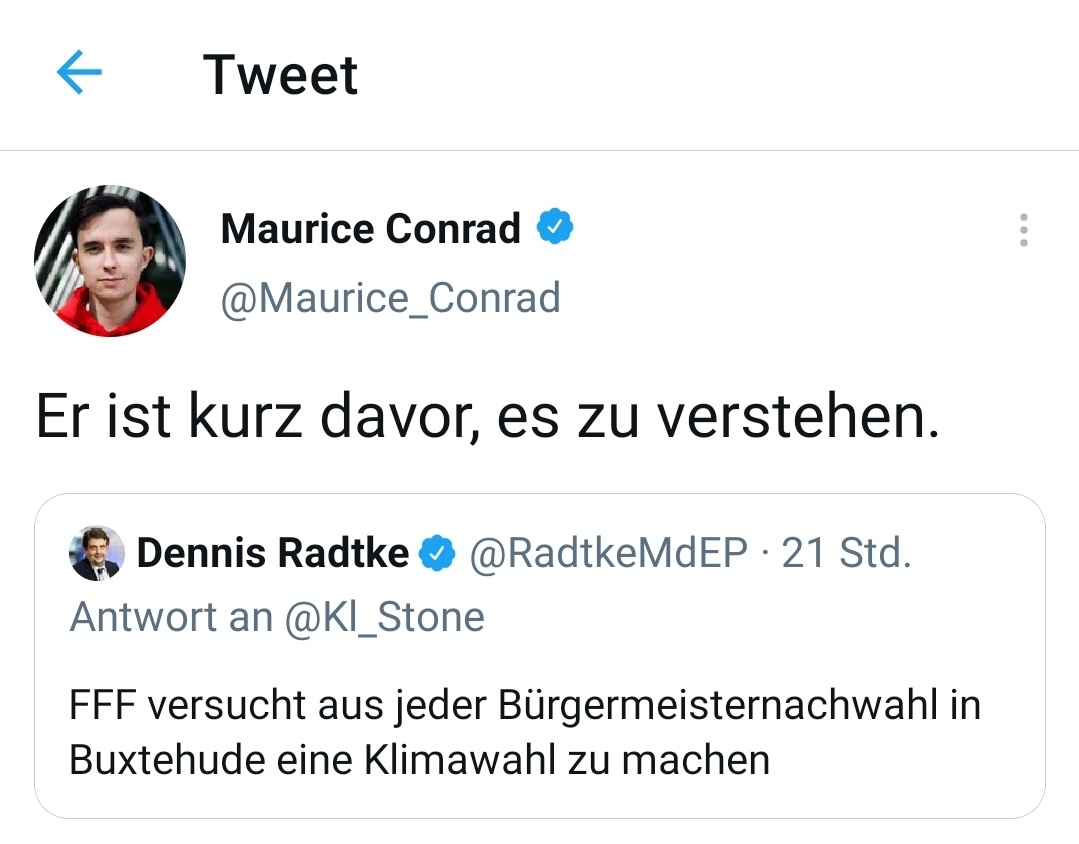 Tweet
Maurice Conrad
@Maurice_Conrad
Er ist kurz davor, es zu verstehen.
Dennis Radtke @RadtkeMdEP · 21 Std.
Antwort an @Kl_Stone
FFF versucht aus jeder Bürgermeisternachwahl in
Buxtehude eine Klimawahl zu machen